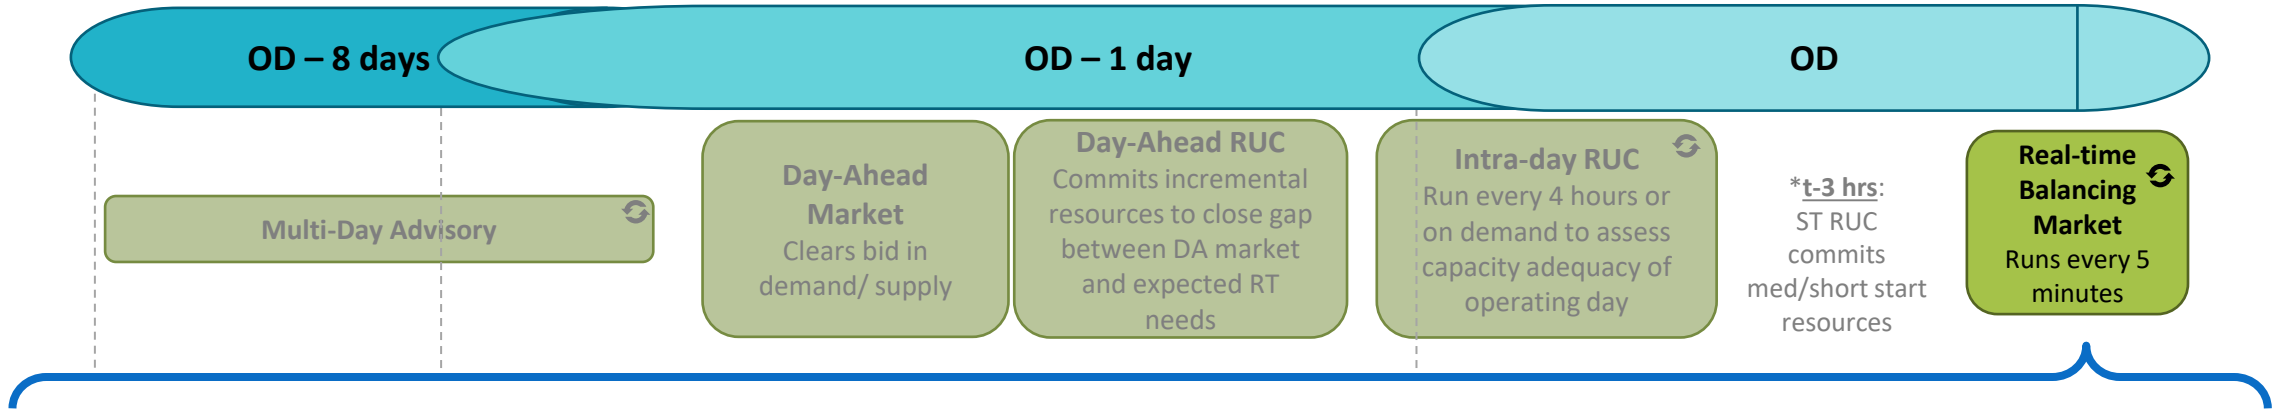 OD – 8 days
OD – 1 day
OD
Multi-Day Advisory
Day-Ahead
Market
Clears bid in
demand/ supply
Day-Ahead RUC
Commits incremental
resources to close gap
between DA market
and expected RT
needs
Intra-day RUC
Run every 4 hours or
on demand to assess
capacity adequacy of
operating day
*t-3 hrs:
ST RUC
commits
med/short start
resources
Real-time
Balancing
Market
Runs every 5
minutes